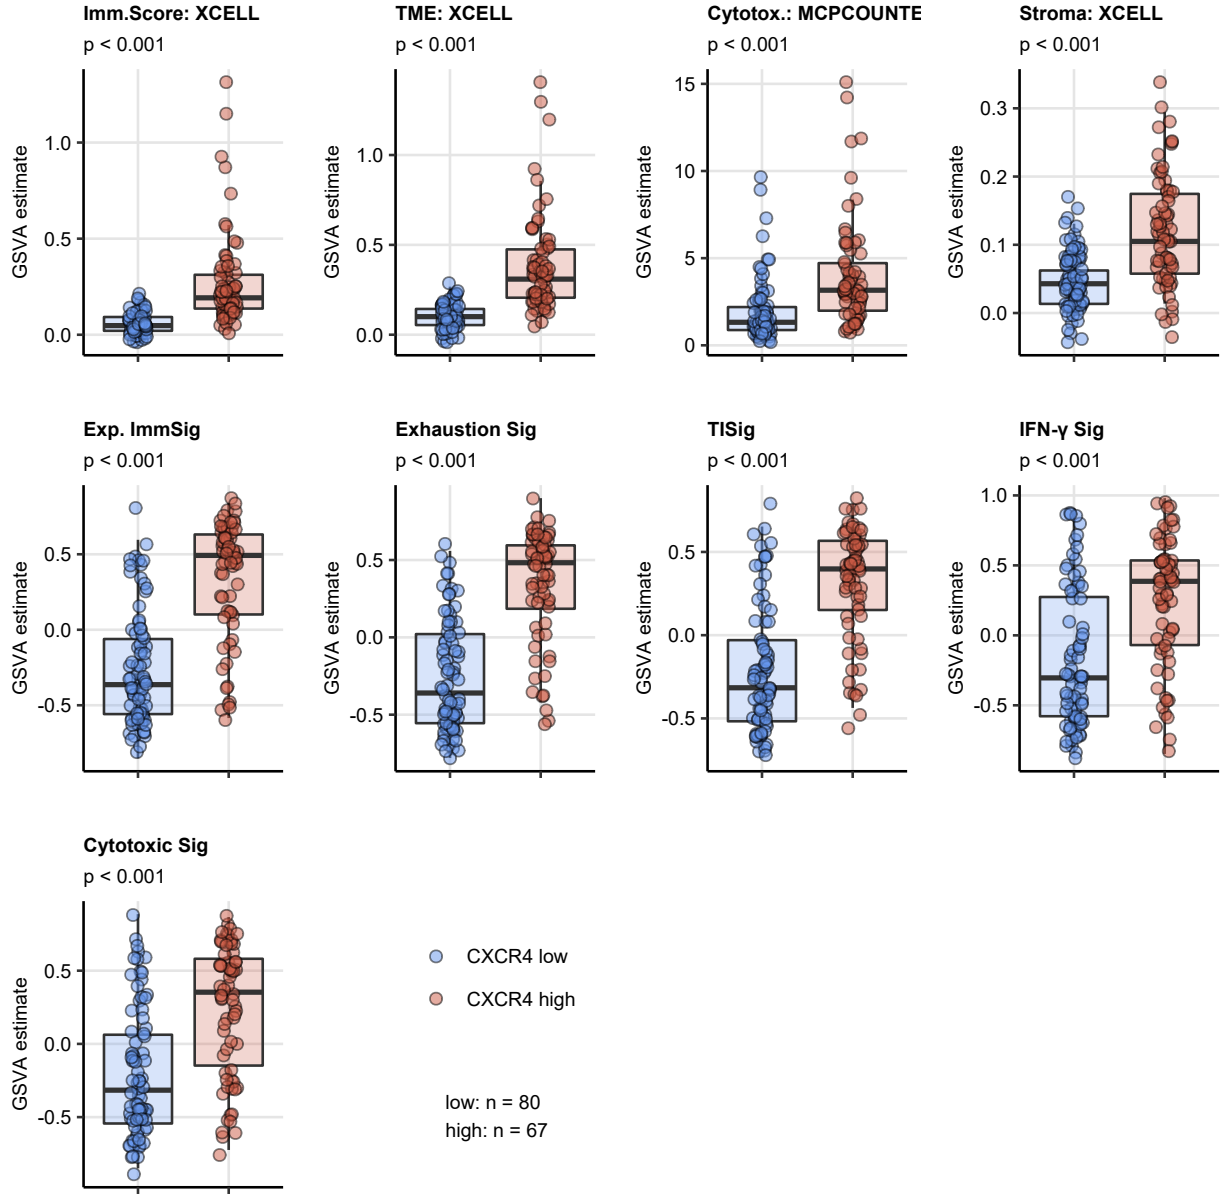 Imm.Score: XCELL
p < 0.001
GSVA estimate
1.0
0.5
0.0
TME: XCELL
p < 0.001
GSVA estimate
1.0
0.5
0.0
Cytotox.: MCPCOUNTE
p < 0.001
GSVA estimate
15
10
5
0
Stroma: XCELL
p < 0.001
GSVA estimate
0.3
0.2
0.1
0.0
Exp. ImmSig
p < 0.001
GSVA estimate
0.5
0.0
-0.5
Exhaustion Sig
p < 0.001
GSVA estimate
0.5
0.0
-0.5
TISig
p < 0.001
GSVA estimate
0.5
0.0
-0.5
IFN-γ Sig
p < 0.001
GSVA estimate
1.0
0.5
0.0
-0.5
Cytotoxic Sig
p < 0.001
GSVA estimate
0.5
0.0
-0.5
CXCR4 low
CXCR4 high
low: n = 80
high: n = 67